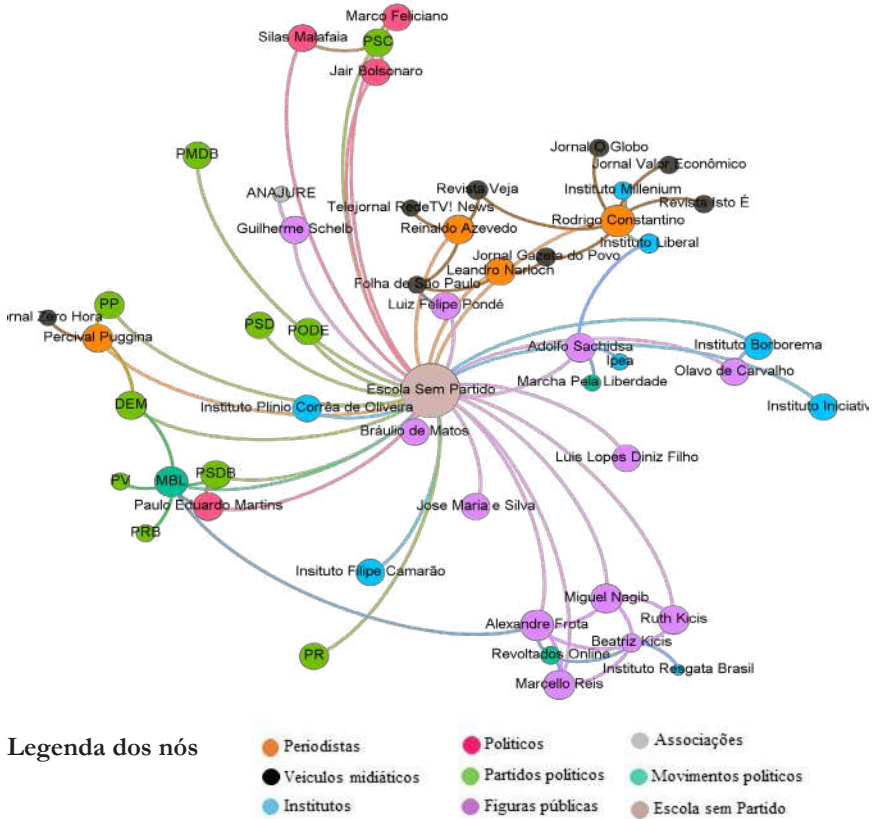 Marco Feliciano
Silas Malafaia
PSC
Jair Bolsonaro
PMDB
Jornal O Globo
Jornal Valor Econômico
ANAJURE
Revista Veja
Instituto Millenium
Telejornal RedeTV! News
Revista Isto É
Guilherme Schelb
Reinaldo Azevedo
Rodrigo Constantino
Instituto Liberal
Jornal Gazeta do Povo
Leandro Narloch
Folha de São Paulo
Luiz Felipe Pondé
PP
rnal Zero Hora
PSD
PODE
Percival Puggina
Adolfo Sachidsa
Instituto Borborema
Ipea
Olavo de Carvalho
Escola Sem Partido
Marcha Pela Liberdade
DEM
Instituto Plinio Corrêa de Oliveira
Instituto Iniciativ
Bráulio de Matos
Luis Lopes Diniz Filho
PSDB
PV
MBL
Paulo Eduardo Martins
Jose Maria e Silva
PRB
Insituto Filipe Camarão
Miguel Nagib
Alexandre Frota
Ruth Kicis
Beatriz Kicis
Revoltados Online
Instituto Resgata Brasil
PR
Marcello Reis
Legenda dos nós
Periodistas
Políticos
Associações
Veiculos midiáticos
Partidos politicos
Movimentos politicos
Institutos
Figuras públicas
Escola sem Partido